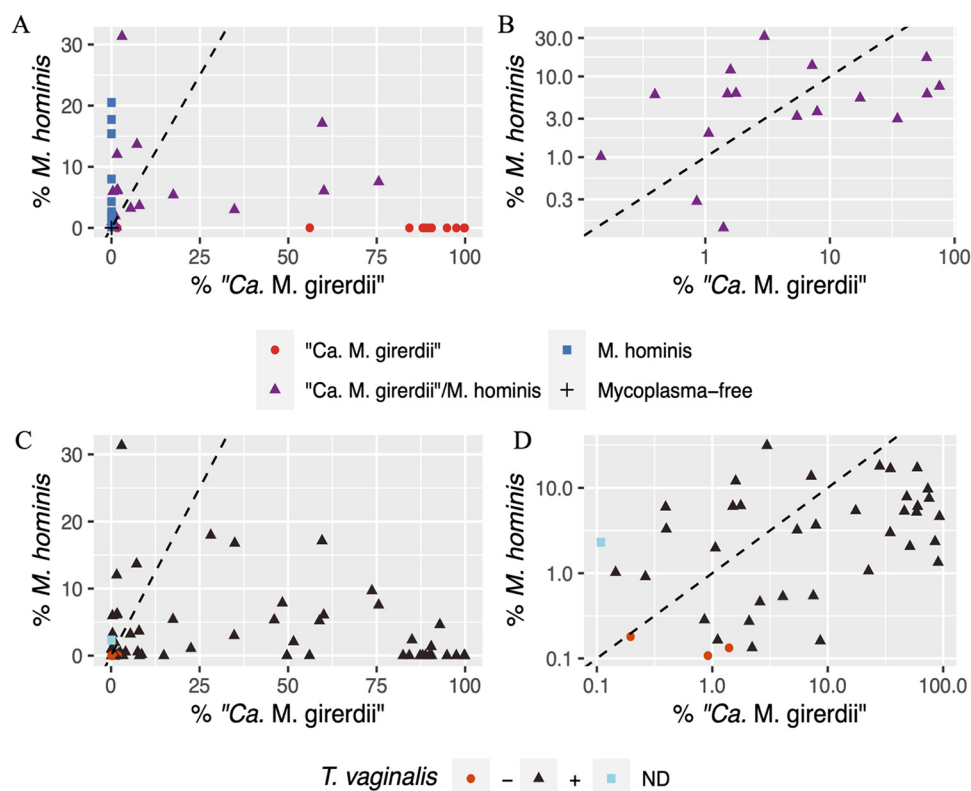 A
30
20
10
0
% M. hominis
0 25 50 75 100
% "Ca. M. girerdii"
B
30.0
10.0
3.0
1.0
0.3
% M. hominis
1 10 100
% "Ca. M. girerdii"
"Ca. M. girerdii"
M. hominis
"Ca. M. girerdii"/M. hominis
Mycoplasma−free
C
30
20
10
0
% M. hominis
0 25 50 75 100
% "Ca. M. girerdii"
D
10.0
1.0
0.1
% M. hominis
0.1 1.0 10.0 100.0
% "Ca. M. girerdii"
T. vaginalis − + ND